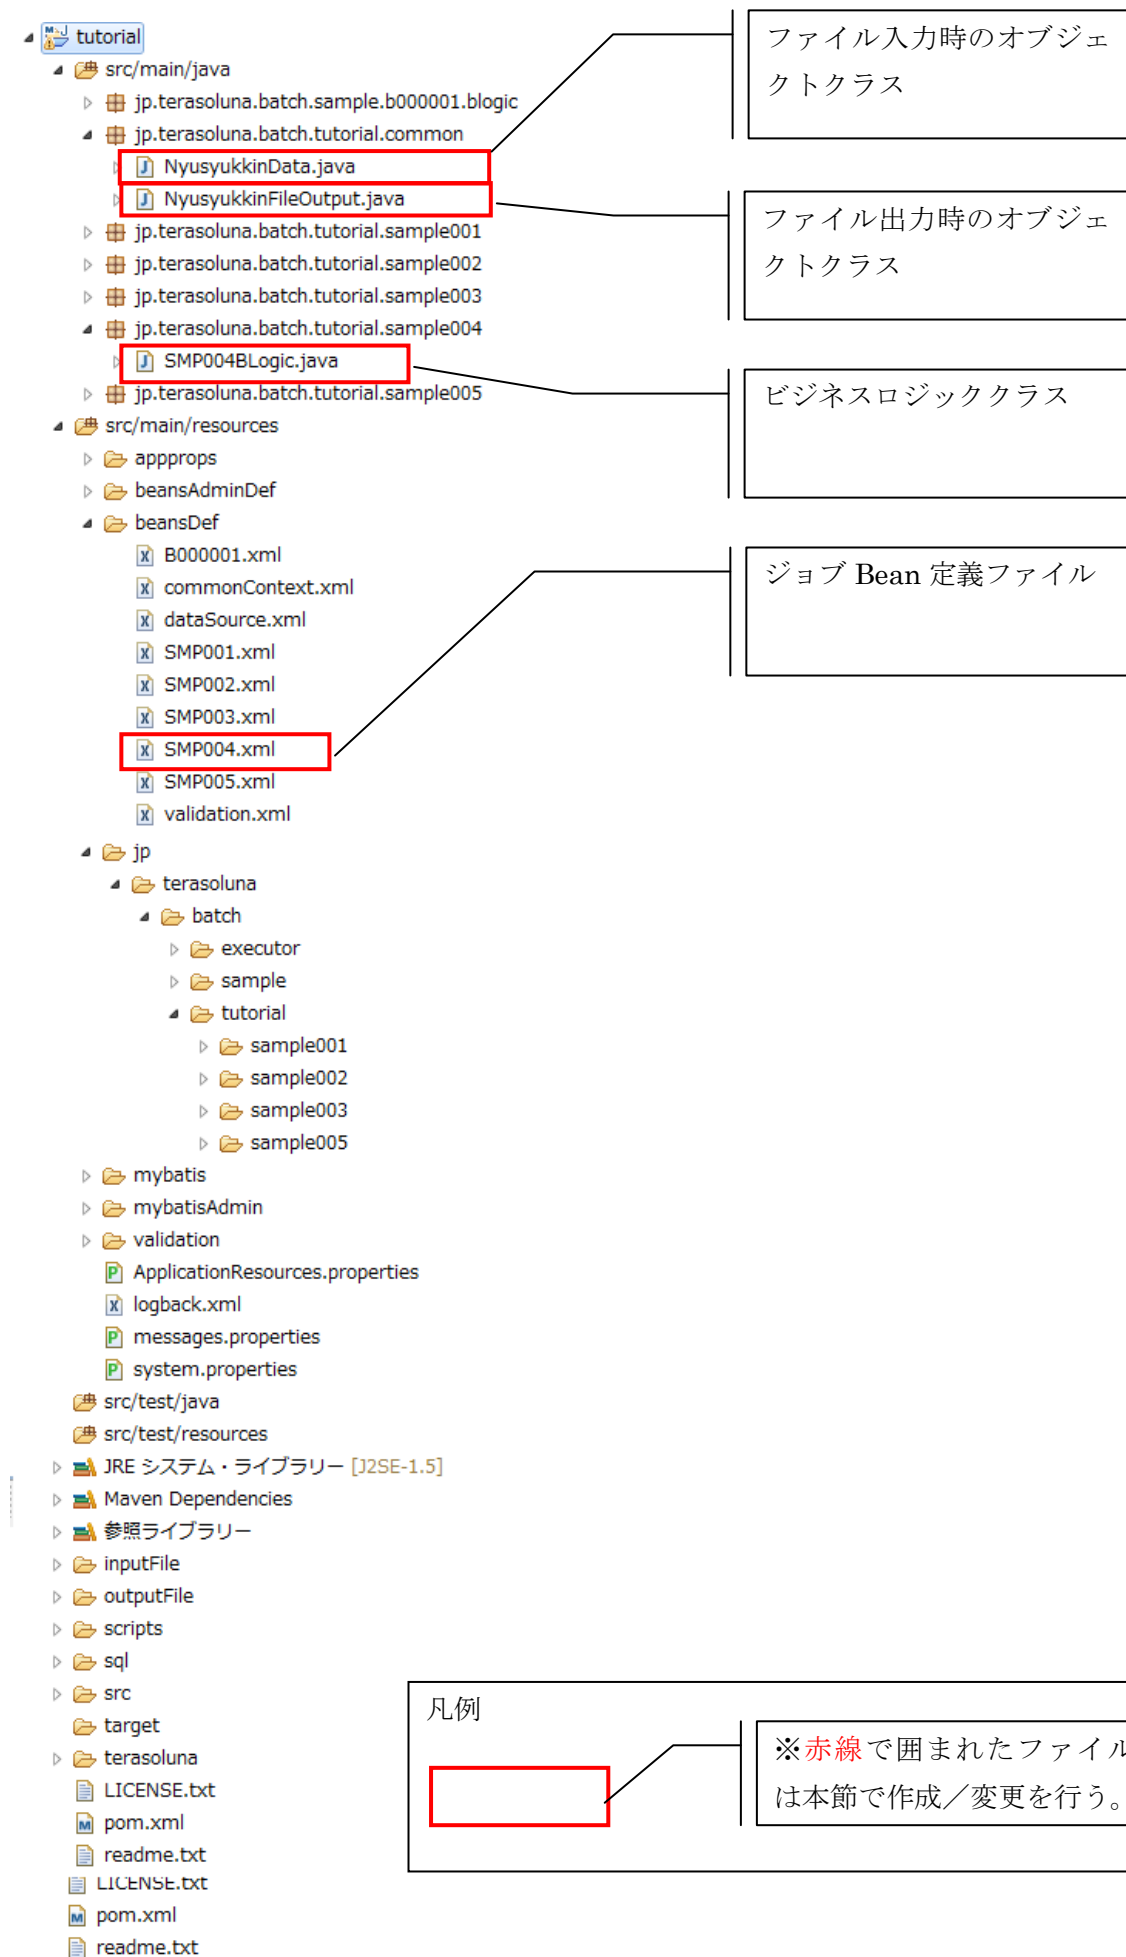 tutorial
src/main/java
jp.terasoluna.batch.sample.b000001.blogic
jp.terasoluna.batch.tutorial.common
NyusyukkinData.java
NyusyukkinFileOutput.java
jp.terasoluna.batch.tutorial.sample001
jp.terasoluna.batch.tutorial.sample002
jp.terasoluna.batch.tutorial.sample003
jp.terasoluna.batch.tutorial.sample004
SMP004BLogic.java
jp.terasoluna.batch.tutorial.sample005
src/main/resources
appprops
beansAdminDef
beansDef
B000001.xml
commonContext.xml
dataSource.xml
SMP001.xml
SMP002.xml
SMP003.xml
SMP004.xml
SMP005.xml
validation.xml
jp
terasoluna
batch
executor
sample
tutorial
sample001
sample002
sample003
sample005
mybatis
mybatisAdmin
validation
ApplicationResources.properties
logback.xml
messages.properties
system.properties
src/test/java
src/test/resources
JRE システム・ライブラリー [J2SE-1.5]
Maven Dependencies
参照ライブラリー
inputFile
outputFile
scripts
sql
src
target
terasoluna
LICENSE.txt
pom.xml
readme.txt
LICENSE.txt
pom.xml
readme.txt
ファイル入力時のオブジェ
クトクラス
ファイル出力時のオブジェ
クトクラス
ビジネスロジッククラス
ジョブ Bean 定義ファイル
凡例
※赤線で囲まれたファイル
は本節で作成／変更を行う。